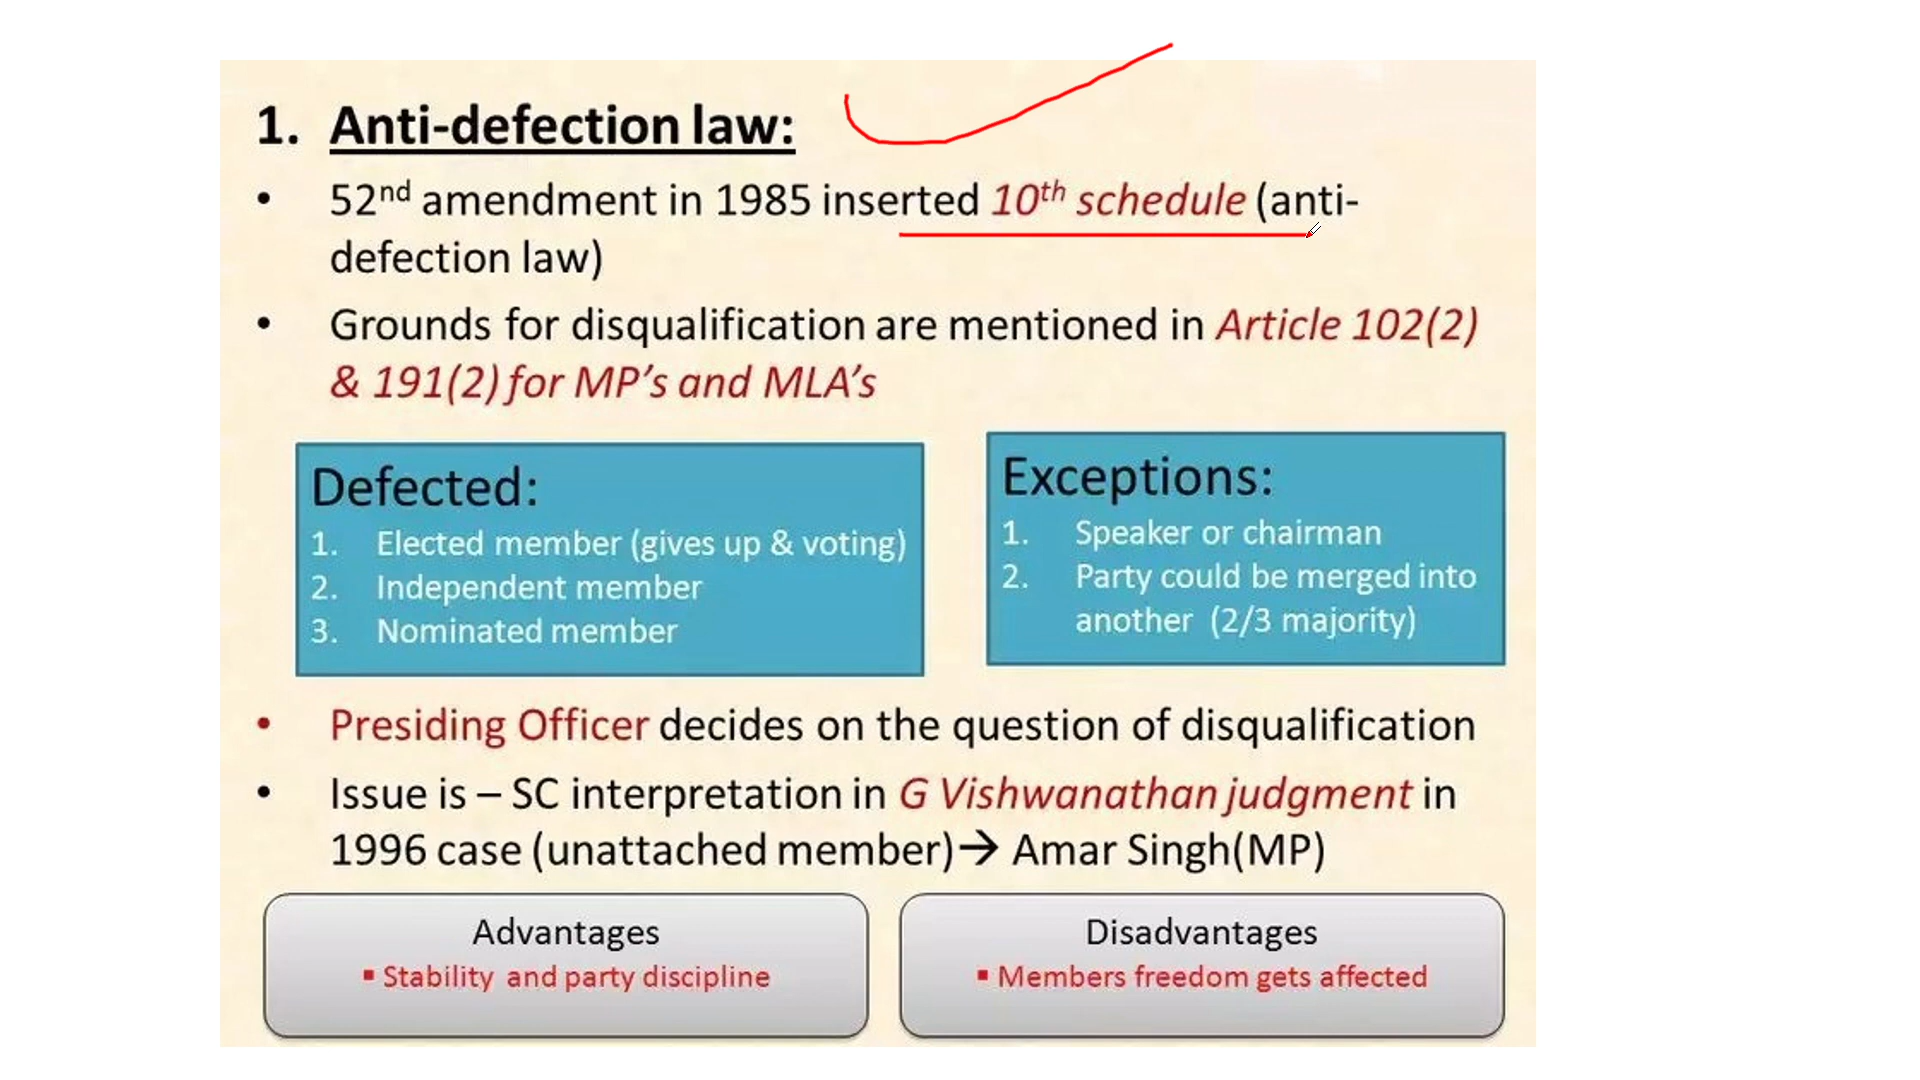 1. Anti-defection law:
• 52nd amendment in 1985 inserted 10th schedule (anti-
defection law)
• Grounds for disqualification are mentioned in Article 102(2)
& 191(2) for MP’s and MLA’s
Defected:
1. Elected member (gives up & voting)
2. Independent member
3. Nominated member
Exceptions:
1. Speaker or chairman
2. Party could be merged into
another (2/3 majority)
• Presiding Officer decides on the question of disqualification
• Issue is – SC interpretation in G Vishwanathan judgment in
1996 case (unattached member)→ Amar Singh(MP)
Advantages
▪ Stability and party discipline
Disadvantages
▪ Members freedom gets affected